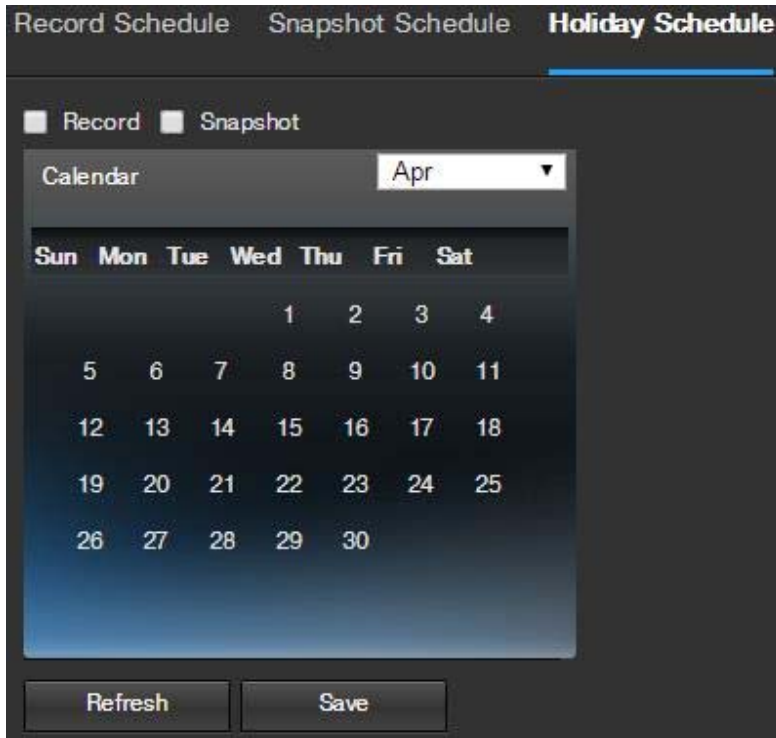 Record Schedule Snapshot Schedule Holiday Schedule
Record Snapshot
Calendar Apr
Sun Mon Tue Wed Thu Fri Sat
1 2 3 4
5 6 7 8 9 10 11
12 13 14 15 16 17 18
19 20 21 22 23 24 25
26 27 28 29 30
Refresh Save